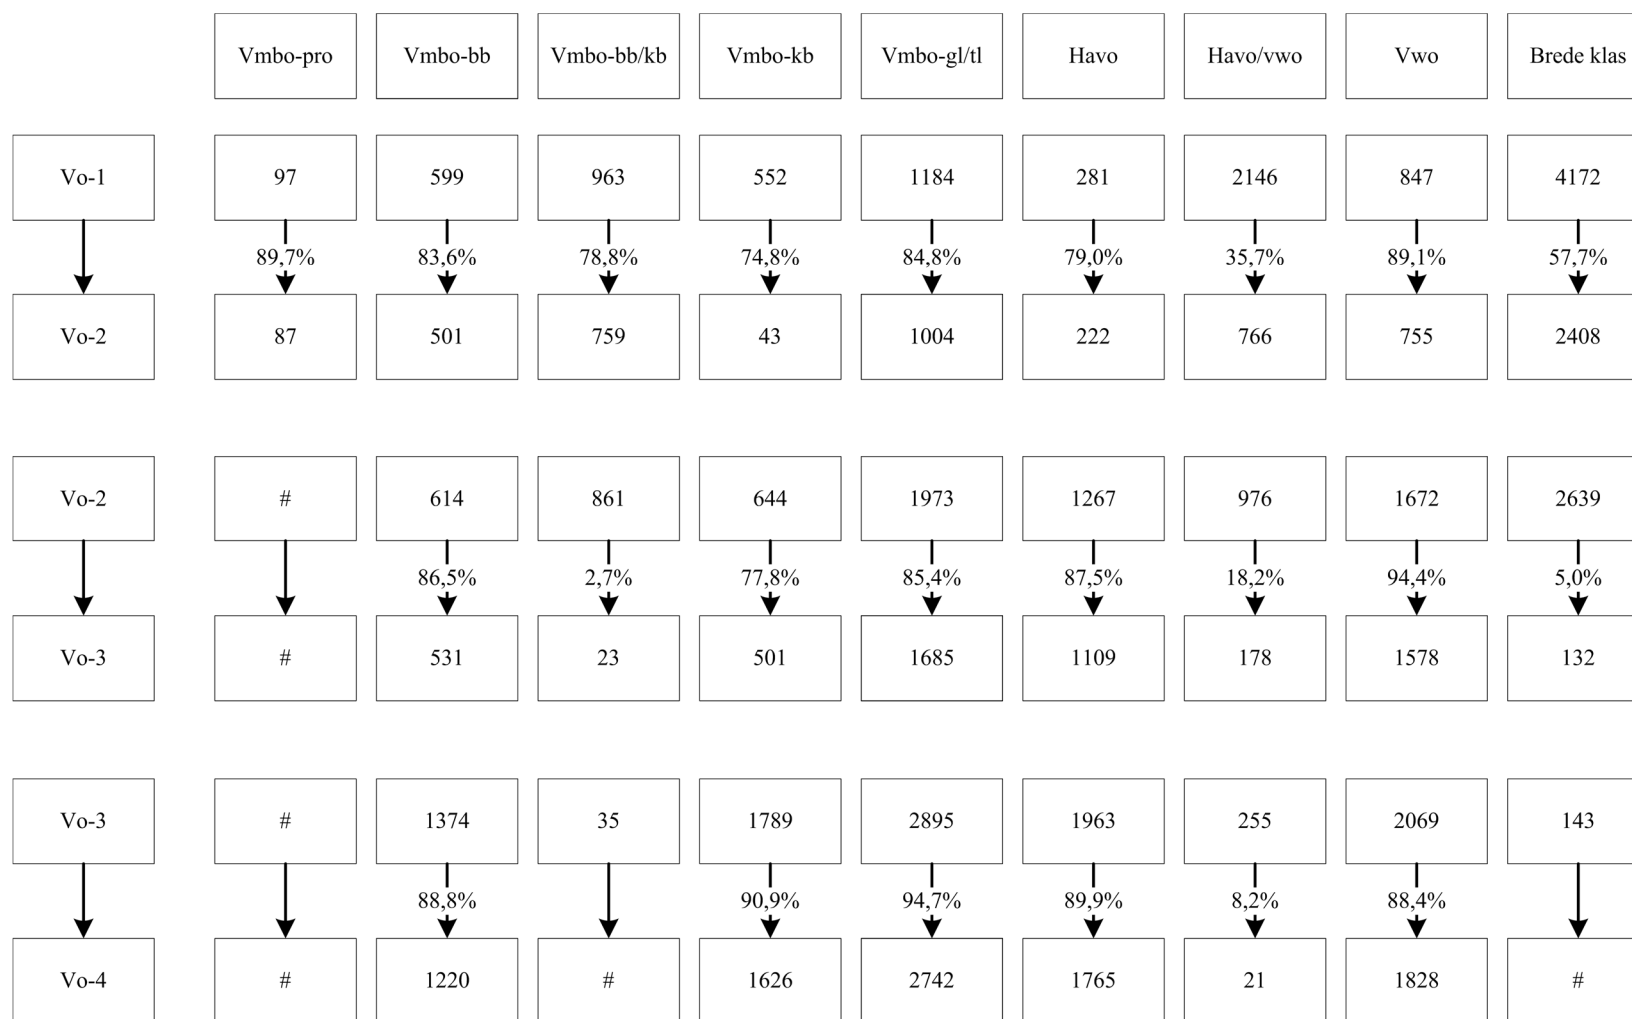 Vmbo-pro Vmbo-bb Vmbo-bb/kb Vmbo-kb Vmbo-gl/tl Havo Havo/vwo Vwo Brede klas
Vo-1 97 599 963 552 1184 281 2146 847 4172
89,7% 83,6% 78,8% 74,8% 84,8% 79,0% 35,7% 89,1% 57,7%
Vo-2 87 501 759 43 1004 222 766 755 2408
Vo-2 # 614 861 644 1973 1267 976 1672 2639
86,5% 2,7% 77,8% 85,4% 87,5% 18,2% 94,4% 5,0%
Vo-3 # 531 23 501 1685 1109 178 1578 132
Vo-3 # 1374 35 1789 2895 1963 255 2069 143
88,8% 90,9% 94,7% 89,9% 8,2% 88,4%
Vo-4 # 1220 # 1626 2742 1765 21 1828 #